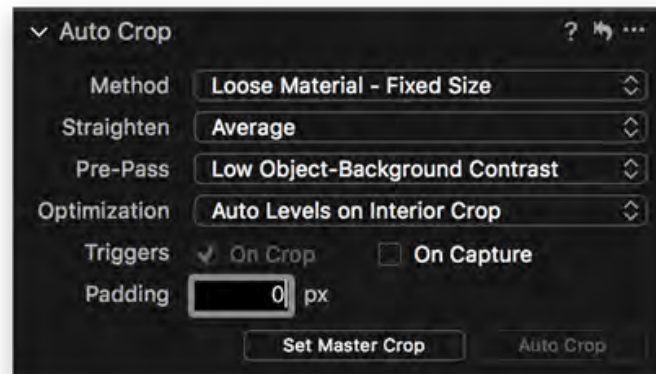 Auto Crop ? ...
Method Loose Material - Fixed Size
Straighten Average
Pre-Pass Low Object-Background Contrast
Optimization Auto Levels on Interior Crop
Triggers On Crop On Capture
Padding 0 px
Set Master Crop Auto Crop